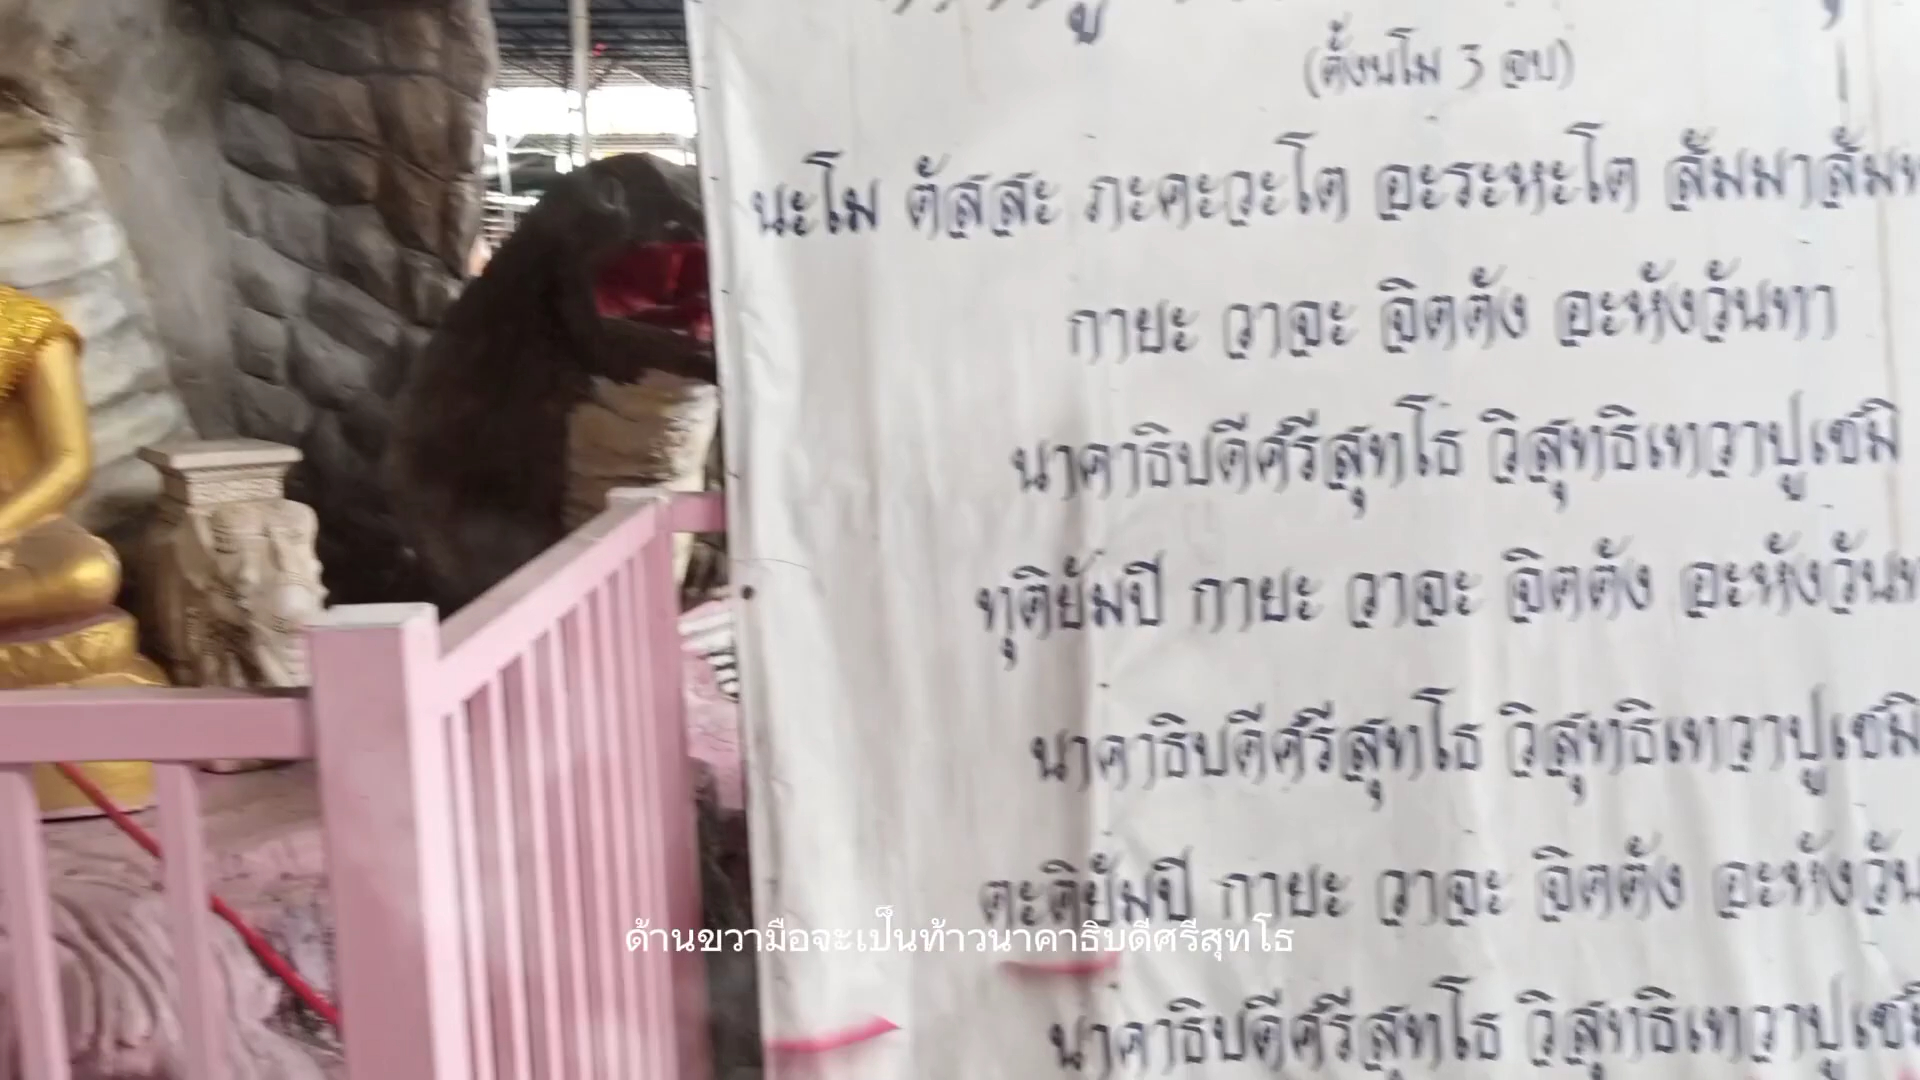 (ตั้งนโม 3 จบ)
นะโม ตัสสะ ภะคะวะโต อะระหะโต สัมมาสัมพ
กายะ วาจะ จิตตัง อะหังวันทา
นาคาธิบดีศรีสุทโธ วิสุทธิเทวาปูเชมิ
ทุติยัมปี กายะ วาจะ จิตตัง อะหังวันท
นาคาธิบดีศรีสุทโธ วิสุทธิเทวาปูเชมิ
ตะติยัมปี กายะ วาจะ จิตตัง อะหังวัน
ด้านขวามือจะเป็นท้าวนาคาธิบดีศรีสุทโธ
นาคาธิบดีศรีสุทโธ วิสุทธิเทวาปูเชมิ